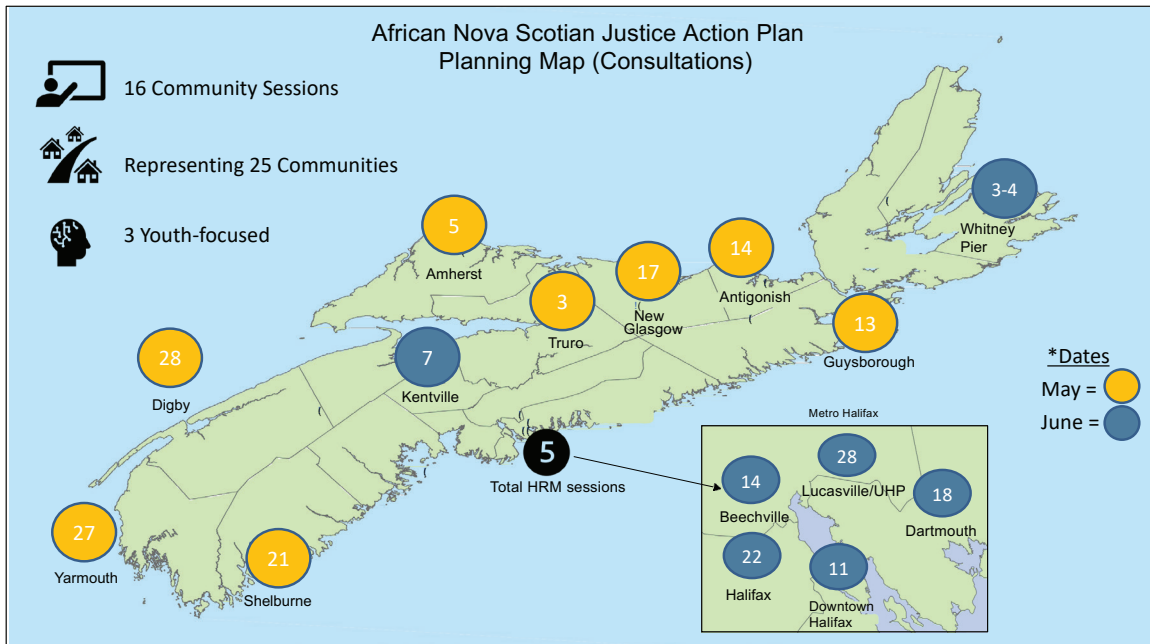 African Nova Scotian Justice Action Plan
Planning Map (Consultations)
16 Community Sessions
Representing 25 Communities
3 Youth-focused
5
Amherst
3
Truro
17
New
Glasgow
14
Antigonish
3-4
Whitney
Pier
13
Guysborough
28
Digby
7
Kentville
*Dates
May =
June =
5
Total HRM sessions
27
Yarmouth
21
Shelburne
Metro Halifax
14
Beechville
28
Lucasville/UHP
18
Dartmouth
22
Halifax
11
Downtown
Halifax